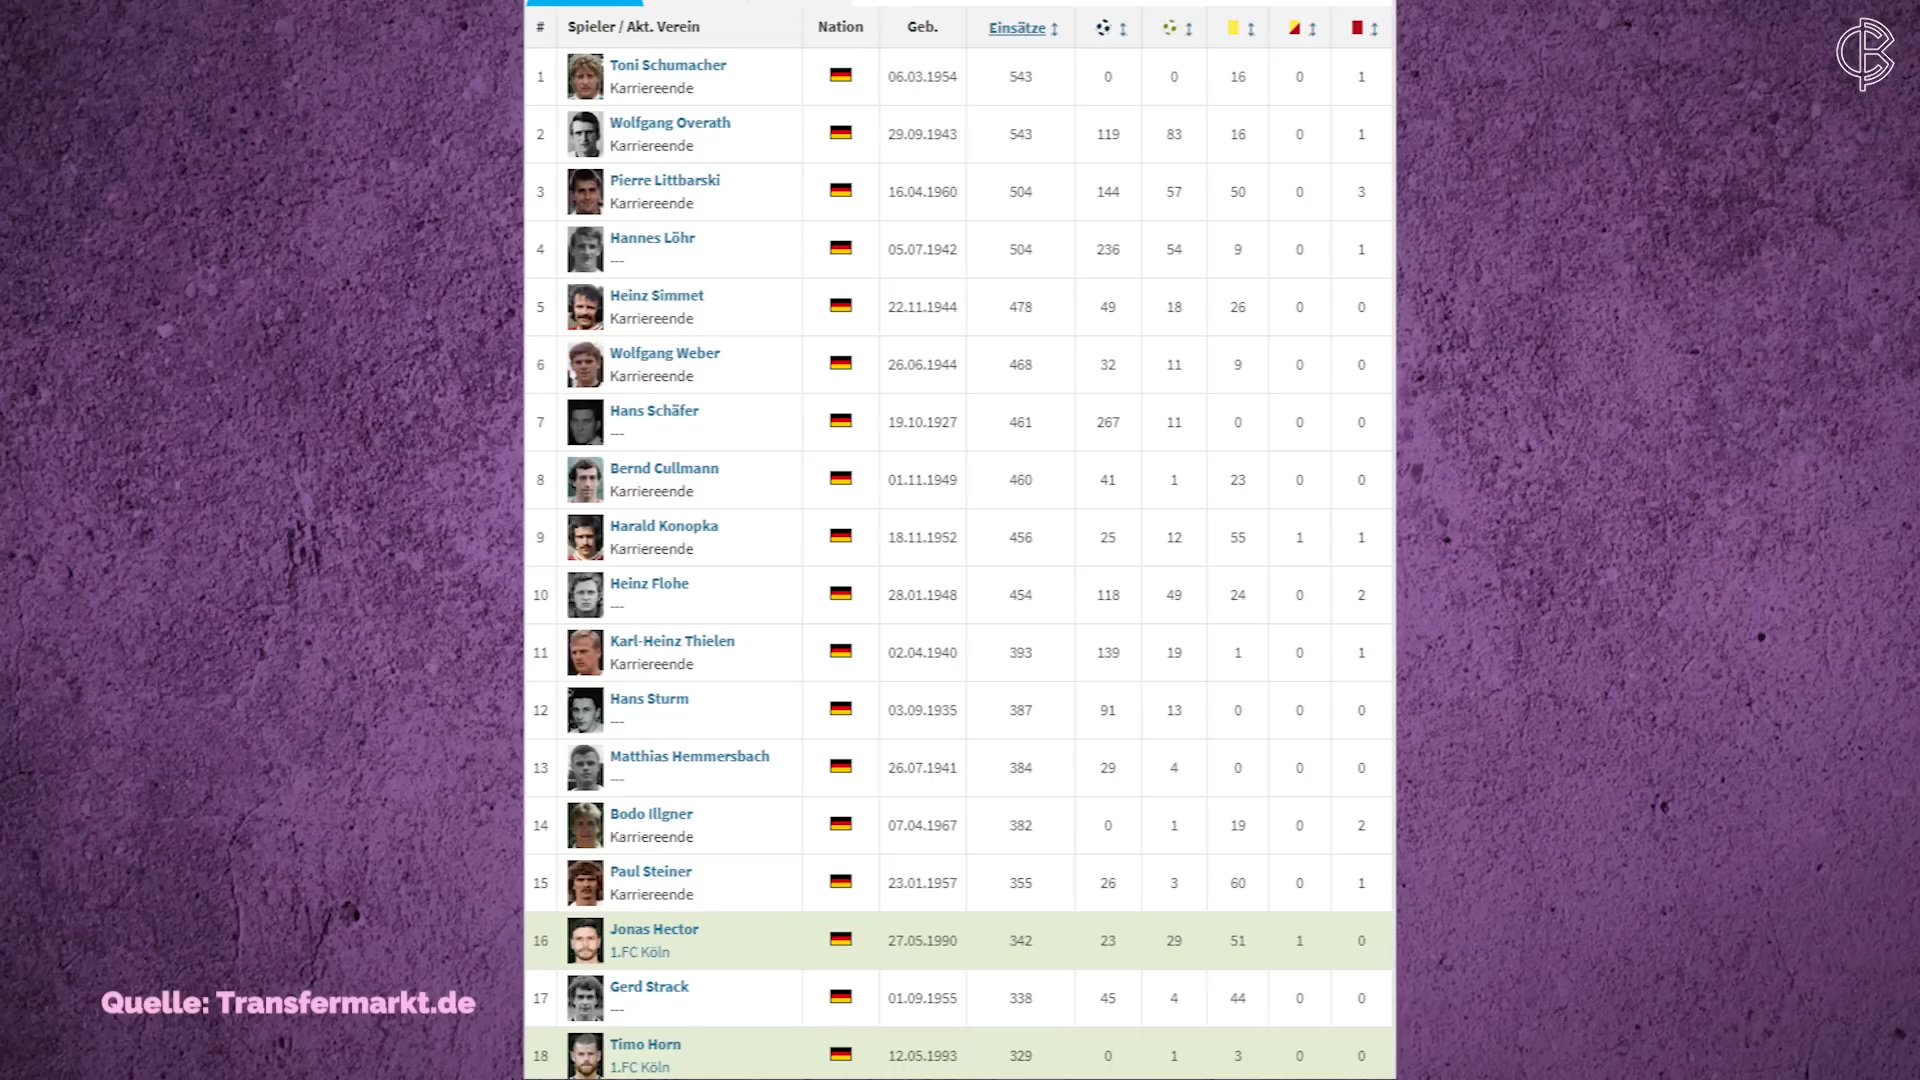 # Spieler / Akt. Verein Nation Geb. Einsätze
1 Toni Schumacher 06.03.1954 543 0 0 16 0 1
Karriereende
2 Wolfgang Overath 29.09.1943 543 119 83 16 0 1
Karriereende
3 Pierre Littbarski 16.04.1960 504 144 57 50 0 3
Karriereende
4 Hannes Löhr 05.07.1942 504 236 54 9 0 1
---
5 Heinz Simmet 22.11.1944 478 49 18 26 0 0
Karriereende
6 Wolfgang Weber 26.06.1944 468 32 11 9 0 0
Karriereende
7 Hans Schäfer 19.10.1927 461 267 11 0 0 0
---
8 Bernd Cullmann 01.11.1949 460 41 1 23 0 0
Karriereende
9 Harald Konopka 18.11.1952 456 25 12 55 1 1
Karriereende
10 Heinz Flohe 28.01.1948 454 118 49 24 0 2
---
11 Karl-Heinz Thielen 02.04.1940 393 139 19 1 0 1
Karriereende
12 Hans Sturm 03.09.1935 387 91 13 0 0 0
---
13 Matthias Hemmersbach 26.07.1941 384 29 4 0 0 0
---
14 Bodo Illgner 07.04.1967 382 0 1 19 0 2
Karriereende
15 Paul Steiner 23.01.1957 355 26 3 60 0 1
Karriereende
16 Jonas Hector 27.05.1990 342 23 29 51 1 0
1.FC Köln
17 Gerd Strack 01.09.1955 338 45 4 44 0 0
---
18 Timo Horn 12.05.1993 329 0 1 3 0 0
1.FC Köln
Quelle: Transfermarkt.de